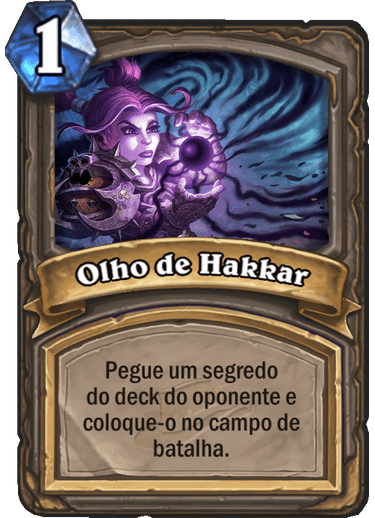 1
Olho de Hakkar
Pegue um segredo
do deck do oponente e
coloque-o no campo de
batalha.